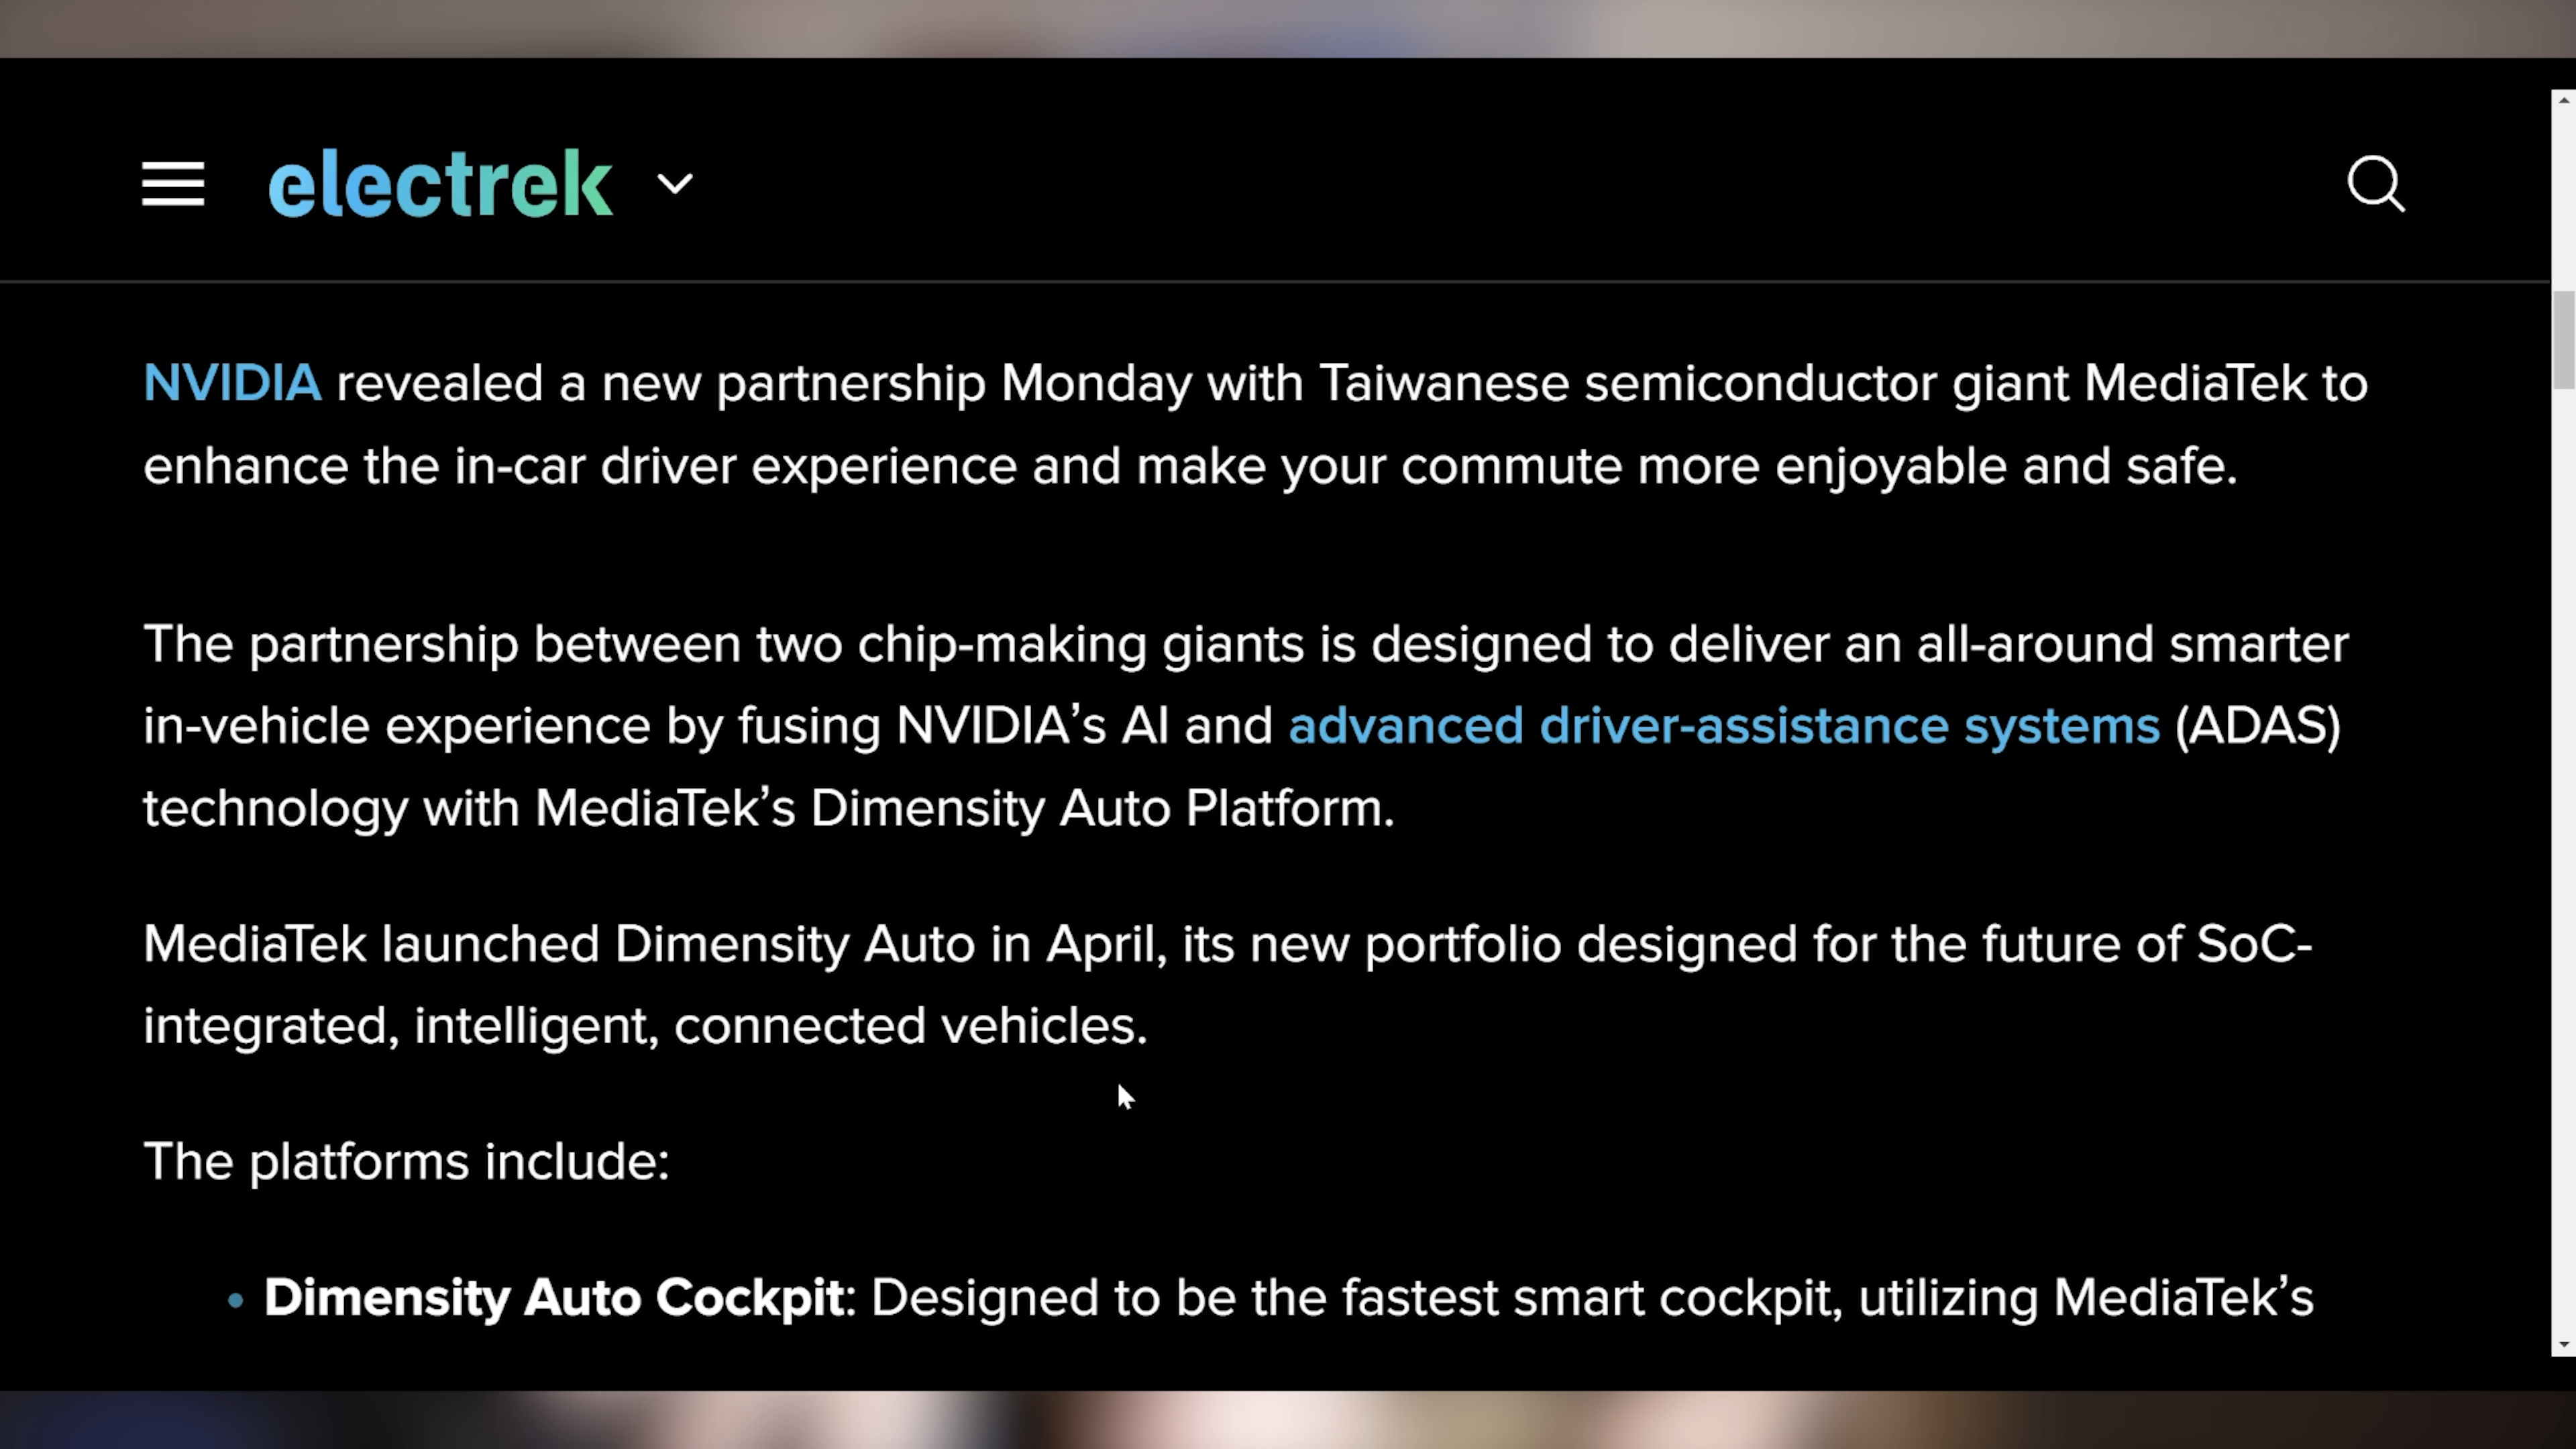 electrek
NVIDIA revealed a new partnership Monday with Taiwanese semiconductor giant MediaTek to
enhance the in-car driver experience and make your commute more enjoyable and safe.
The partnership between two chip-making giants is designed to deliver an all-around smarter
in-vehicle experience by fusing NVIDIA’s AI and advanced driver-assistance systems (ADAS)
technology with MediaTek’s Dimensity Auto Platform.
MediaTek launched Dimensity Auto in April, its new portfolio designed for the future of SoC-
integrated, intelligent, connected vehicles.
The platforms include:
• Dimensity Auto Cockpit: Designed to be the fastest smart cockpit, utilizing MediaTek’s